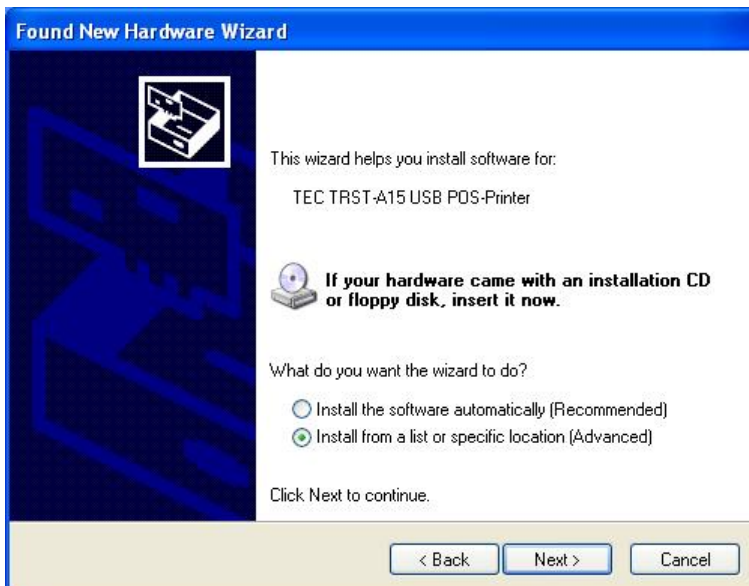 Found New Hardware Wizard
This wizard helps you install software for:
TEC TRST-A15 USB POS-Printer
If your hardware came with an installation CD
or floppy disk, insert it now.
What do you want the wizard to do?
Install the software automatically (Recommended)
Install from a list or specific location (Advanced)
Click Next to continue.
< Back
Next >
Cancel